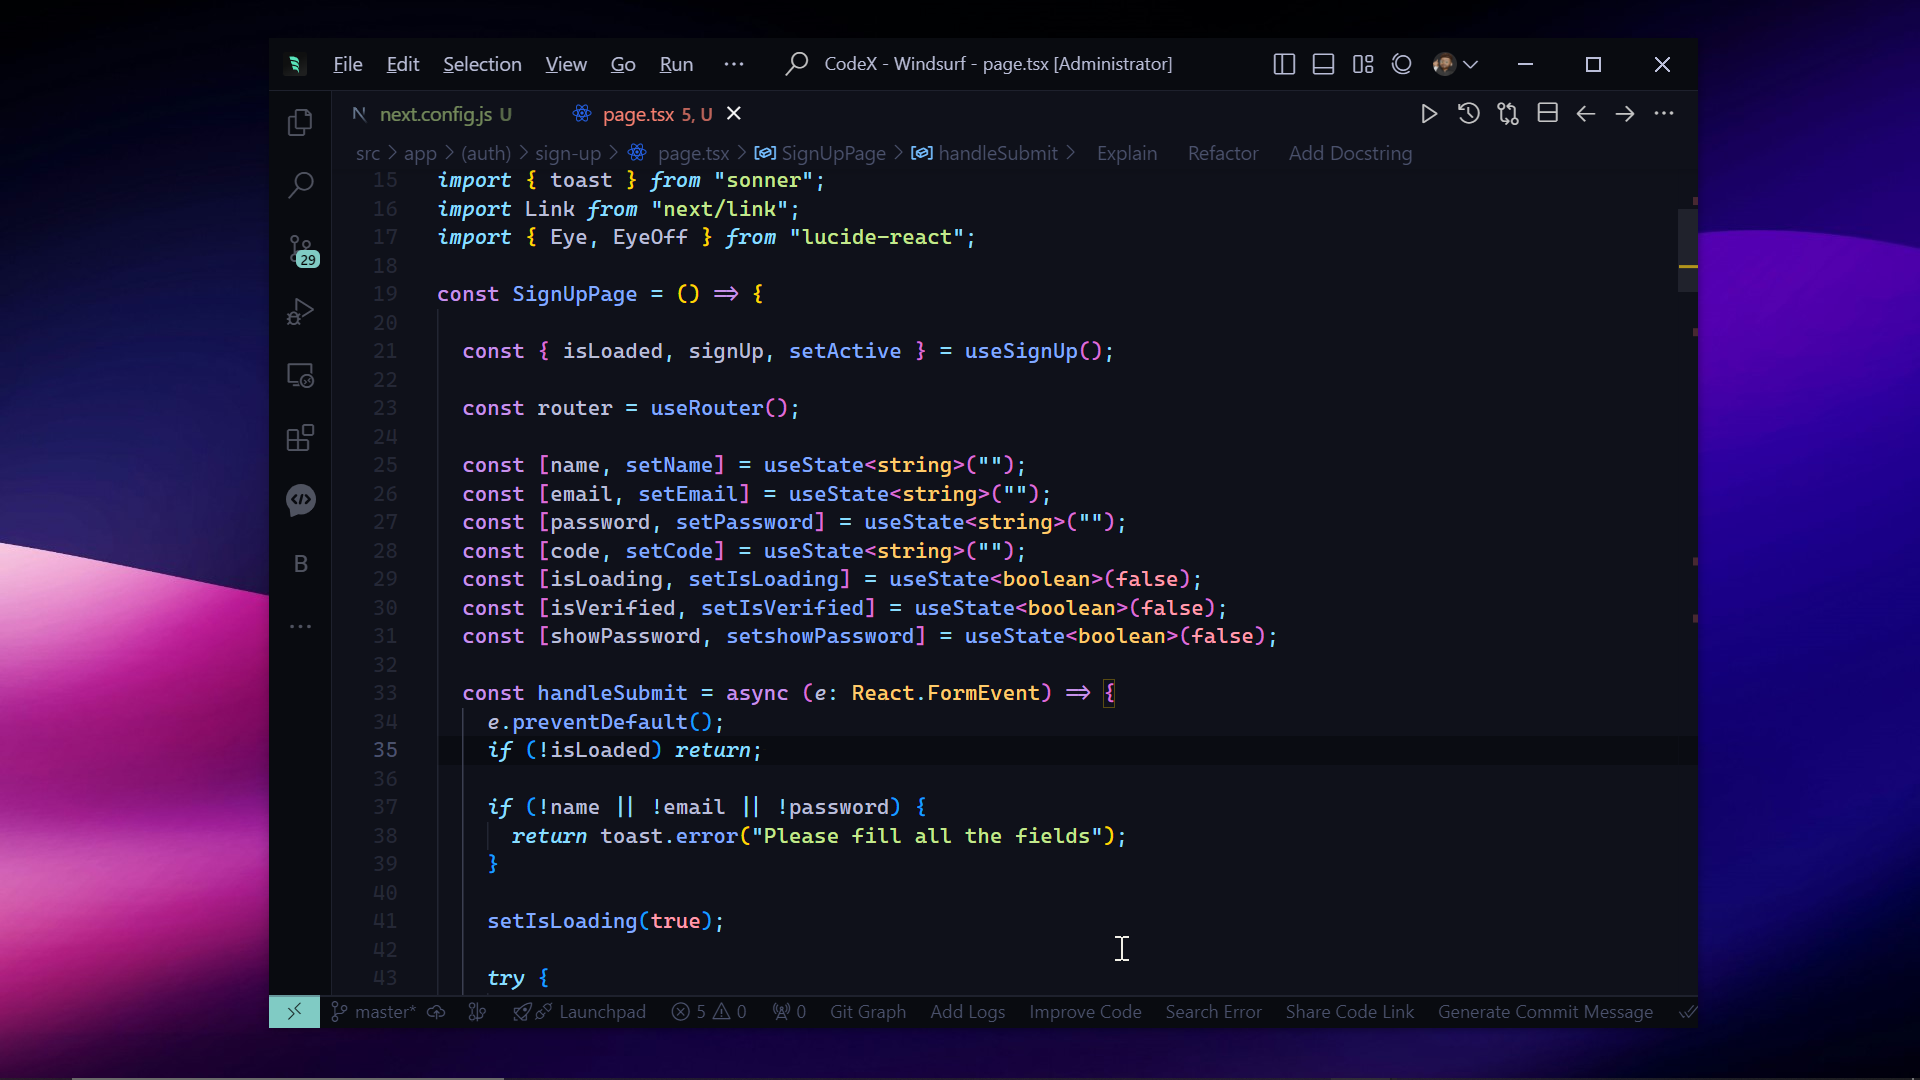 File Edit Selection View Go Run ··· CodeX - Windsurf - page.tsx [Administrator]
next.config.js U page.tsx 5, U
src > app > (auth) > sign-up > page.tsx > SignUpPage > handleSubmit > Explain Refactor Add Docstring
15 import { toast } from "sonner";
16 import Link from "next/link";
17 import { Eye, EyeOff } from "lucide-react";
18
19 const SignUpPage = () => {
20
21 const { isLoaded, signUp, setActive } = useSignUp();
22
23 const router = useRouter();
24
25 const [name, setName] = useState<string>("");
26 const [email, setEmail] = useState<string>("");
27 const [password, setPassword] = useState<string>("");
28 const [code, setCode] = useState<string>("");
29 const [isLoading, setIsLoading] = useState<boolean>(false);
30 const [isVerified, setIsVerified] = useState<boolean>(false);
31 const [showPassword, setshowPassword] = useState<boolean>(false);
32
33 const handleSubmit = async (e: React.FormEvent) => {
34 e.preventDefault();
35 if (!isLoaded) return;
36
37 if (!name || !email || !password) {
38 return toast.error("Please fill all the fields");
39 }
40
41 setIsLoading(true);
42
43 try {
29
B
master* Launchpad 5 0 0 Git Graph Add Logs Improve Code Search Error Share Code Link Generate Commit Message